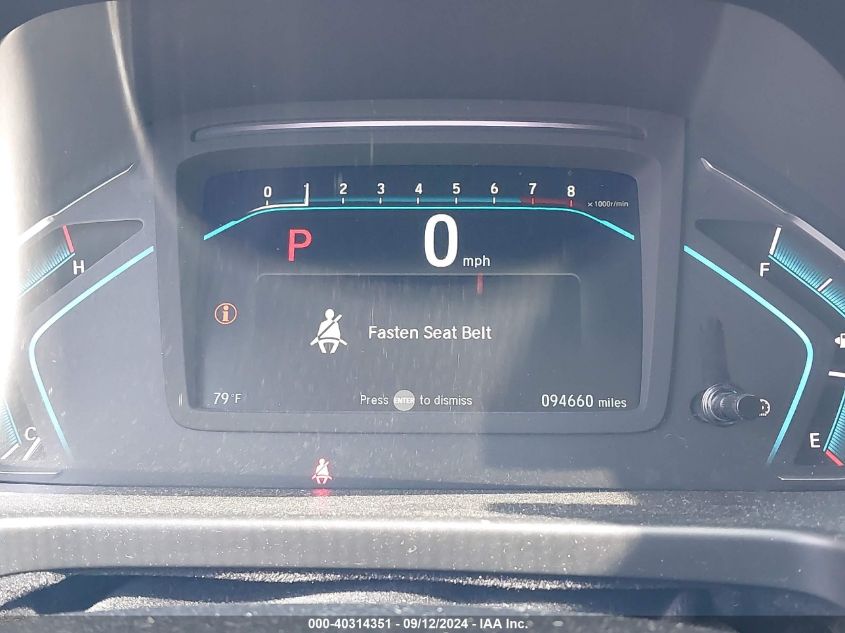 0 1 2 3 4 5 6 7 8
x 1000r/min
P 0 mph
H
F
i
Fasten Seat Belt
79°F
Press ENTER to dismiss
094660 miles
C
E
000-40314351 - 09/12/2024 - IAA Inc.